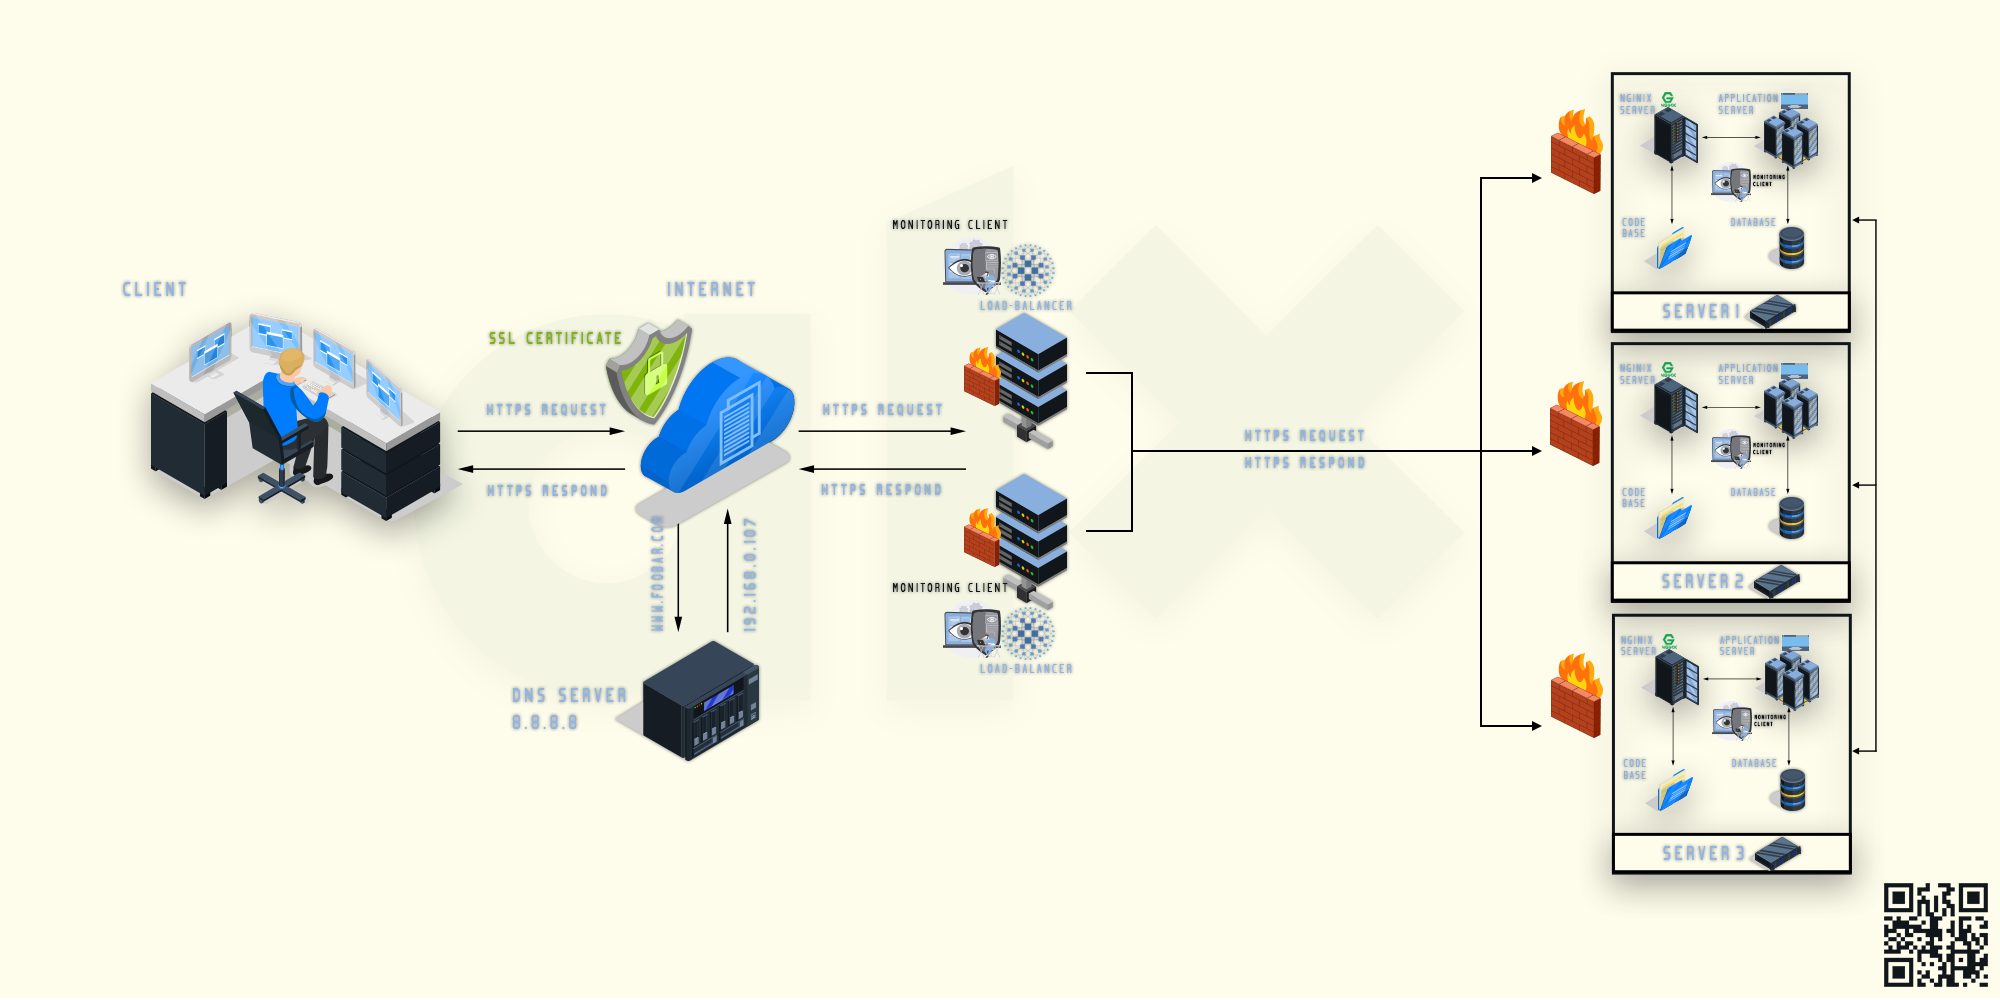 CLIENT
SSL CERTIFICATE
INTERNET
HTTPS REQUEST
HTTPS RESPOND
HTTPS REQUEST
HTTPS RESPOND
WWW.FOOBAR.COM
192.168.0.107
DNS SERVER
8.8.8.8
MONITORING CLIENT
LOAD-BALANCER
MONITORING CLIENT
LOAD-BALANCER
HTTPS REQUEST
HTTPS RESPOND
NGINIX
SERVER
APPLICATION
SERVER
MONITORING
CLIENT
CODE
BASE
DATABASE
SERVER 1
NGINIX
SERVER
APPLICATION
SERVER
MONITORING
CLIENT
CODE
BASE
DATABASE
SERVER 2
NGINIX
SERVER
APPLICATION
SERVER
MONITORING
CLIENT
CODE
BASE
DATABASE
SERVER 3